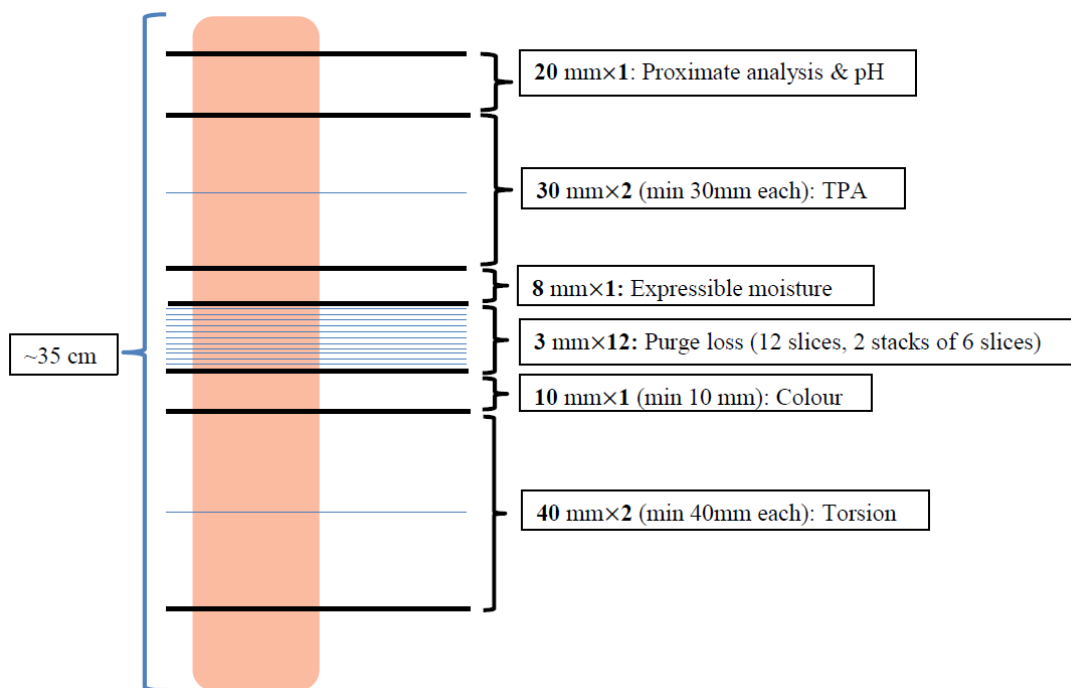 20 mm×1: Proximate analysis & pH
30 mm×2 (min 30mm each): TPA
8 mm×1: Expressible moisture
3 mm×12: Purge loss (12 slices, 2 stacks of 6 slices)
~35 cm
10 mm×1 (min 10 mm): Colour
40 mm×2 (min 40mm each): Torsion